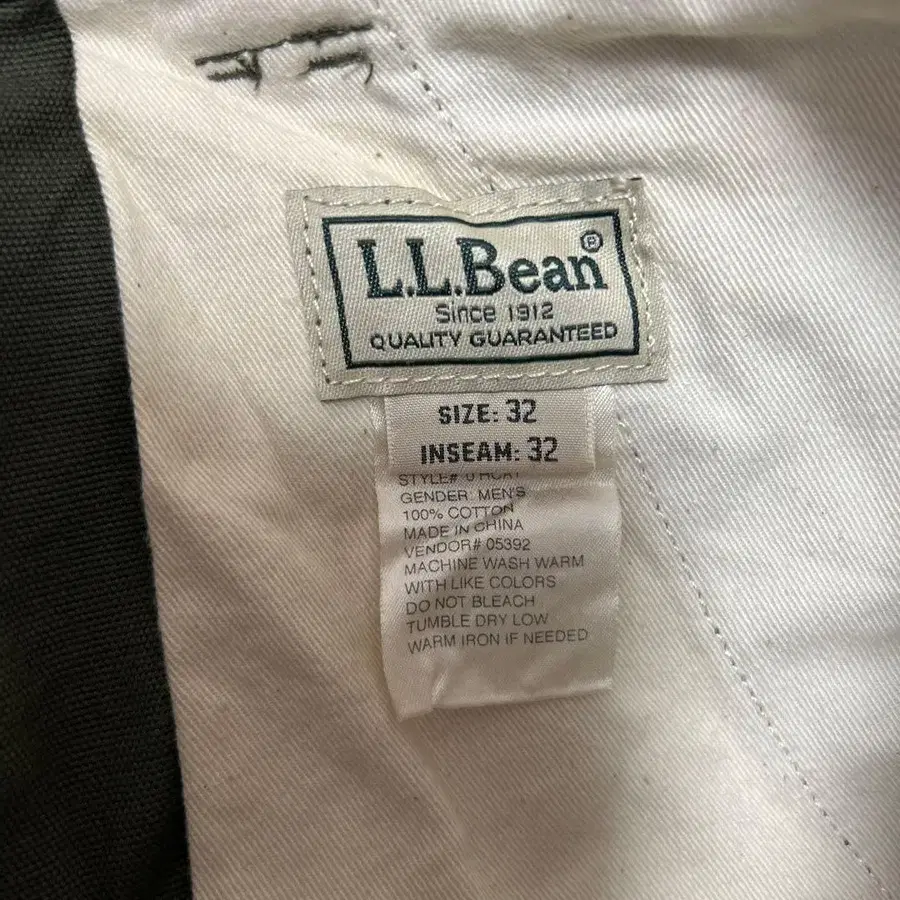 L.L.Bean®
Since 1912
QUALITY GUARANTEED
SIZE: 32
INSEAM: 32
STYLE#
GENDER: MEN'S
100% COTTON
MADE IN CHINA
VENDOR# 05392
MACHINE WASH WARM
WITH LIKE COLORS
DO NOT BLEACH
TUMBLE DRY LOW
WARM IRON IF NEEDED